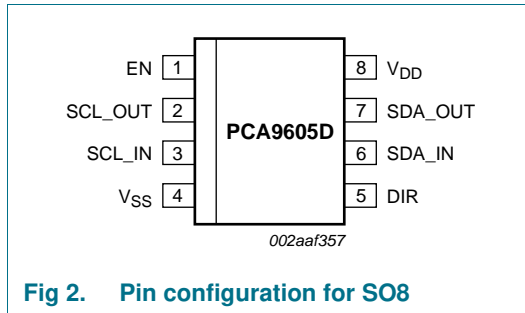 EN 1 8 VDD
SCL_OUT 2 7 SDA_OUT
PCA9605D
SCL_IN 3 6 SDA_IN
VSS 4 5 DIR
002aaf357
Fig 2. Pin configuration for SO8